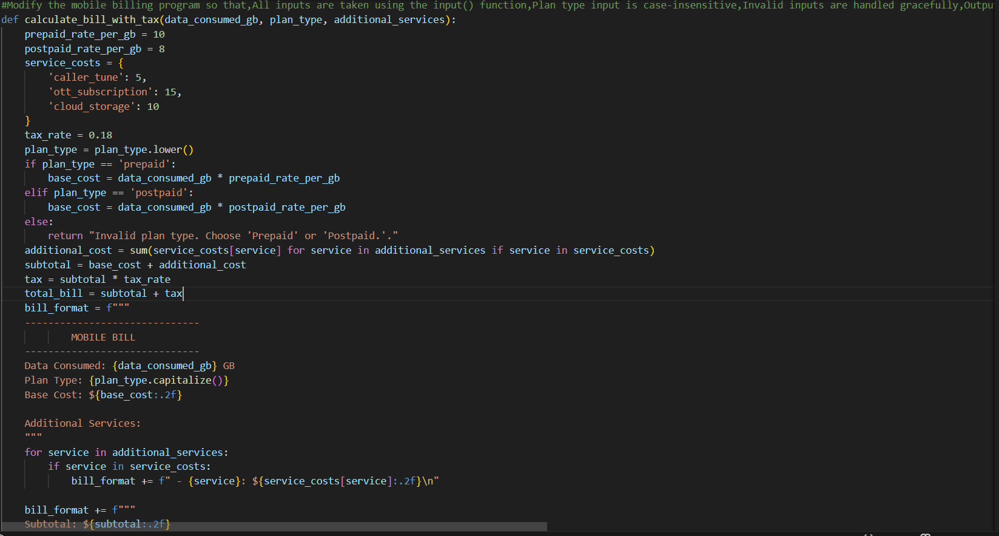 #Modify the mobile billing program so that,All inputs are taken using the input() function,Plan type input is case-insensitive,Invalid inputs are handled gracefully,Outpu
def calculate_bill_with_tax(data_consumed_gb, plan_type, additional_services):
    prepaid_rate_per_gb = 10
    postpaid_rate_per_gb = 8
    service_costs = {
        'caller_tune': 5,
        'ott_subscription': 15,
        'cloud_storage': 10
    }
    tax_rate = 0.18
    plan_type = plan_type.lower()
    if plan_type == 'prepaid':
        base_cost = data_consumed_gb * prepaid_rate_per_gb
    elif plan_type == 'postpaid':
        base_cost = data_consumed_gb * postpaid_rate_per_gb
    else:
        return "Invalid plan type. Choose 'Prepaid' or 'Postpaid.'."
    additional_cost = sum(service_costs[service] for service in additional_services if service in service_costs)
    subtotal = base_cost + additional_cost
    tax = subtotal * tax_rate
    total_bill = subtotal + tax
    bill_format = f"""
    ------------------------------
            MOBILE BILL
    ------------------------------
    Data Consumed: {data_consumed_gb} GB
    Plan Type: {plan_type.capitalize()}
    Base Cost: ${base_cost:.2f}

    Additional Services:
    """
    for service in additional_services:
        if service in service_costs:
            bill_format += f" - {service}: ${service_costs[service]:.2f}\n"

    bill_format += f"""
    Subtotal: ${subtotal:.2f}